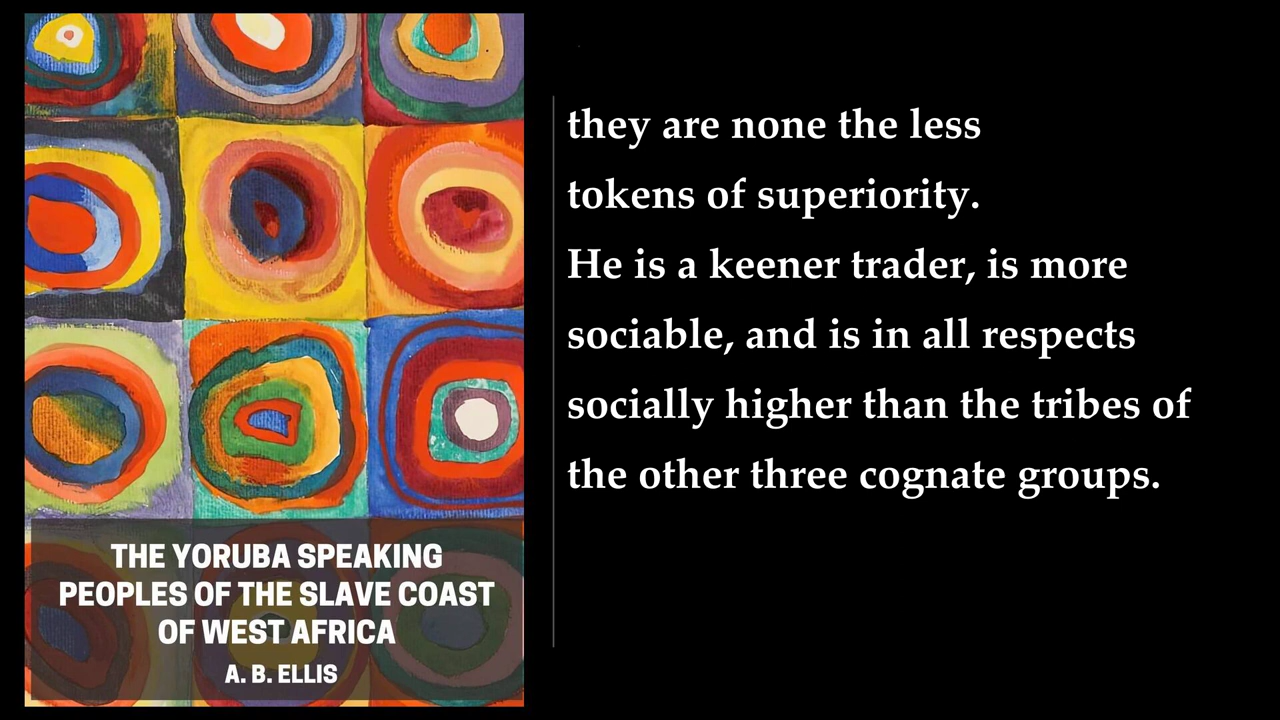 THE YORUBA SPEAKING
PEOPLES OF THE SLAVE COAST
OF WEST AFRICA
A. B. ELLIS
they are none the less
tokens of superiority.
He is a keener trader, is more
sociable, and is in all respects
socially higher than the tribes of
the other three cognate groups.